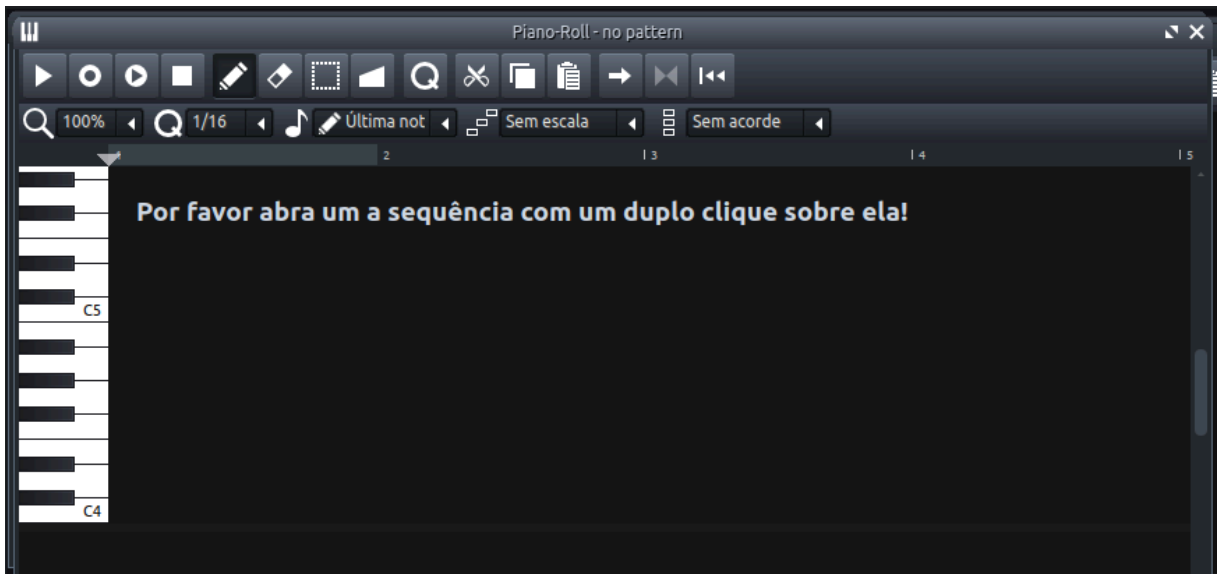 Piano-Roll - no pattern
100% 1/16 Última not Sem escala Sem acorde
2 3 4 5
Por favor abra um a sequência com um duplo clique sobre ela!
C5
C4